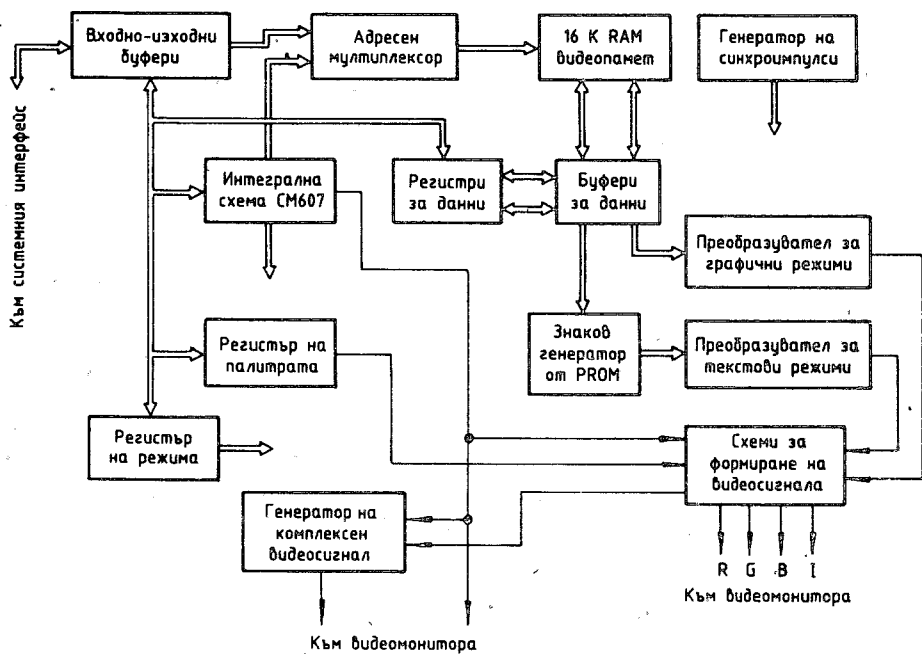 Входно-изходни
буфери
Адресен
мултиплексор
16 K RAM
видеопамет
Генератор на
синхроимпулси
Към системния интерфейс
Интегрална
схема СМ607
Регистри
за данни
Буфери
за данни
Преобразувател за
графични режими
Регистър на
палитрата
Знаков
генератор
от PROM
Преобразувател за
текстови режими
Регистър
на режима
Схеми за
формиране на
видеосигнала
Генератор на
комплексен
видеосигнал
R G B I
Към видеомонитора
Към видеомонитора